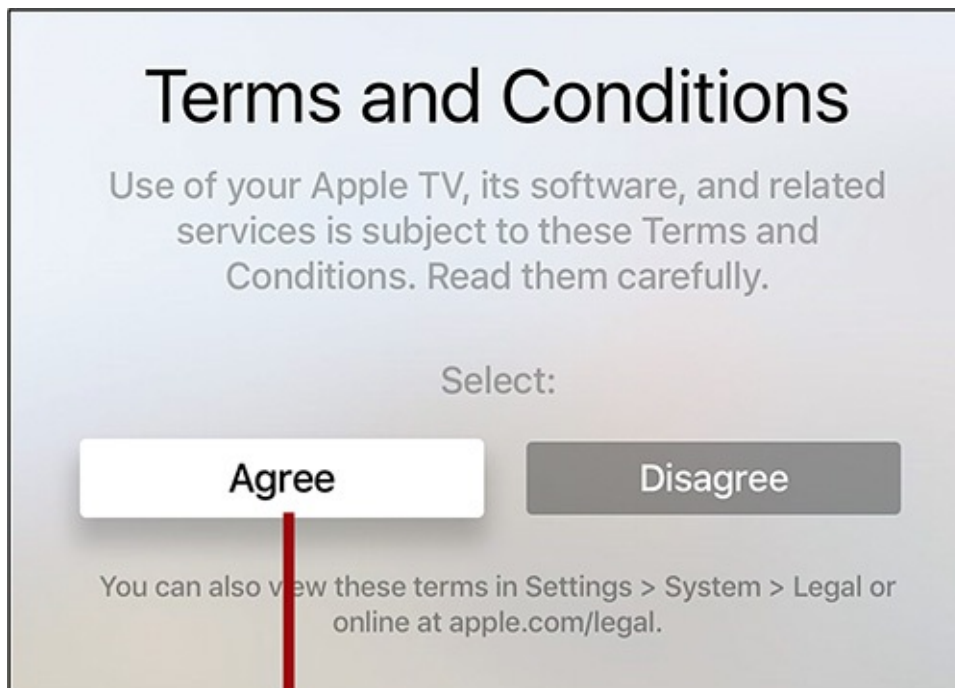 Terms and Conditions
Use of your Apple TV, its software, and related
services is subject to these Terms and
Conditions. Read them carefully.
Select:
Agree
Disagree
You can also view these terms in Settings > System > Legal or
online at apple.com/legal.